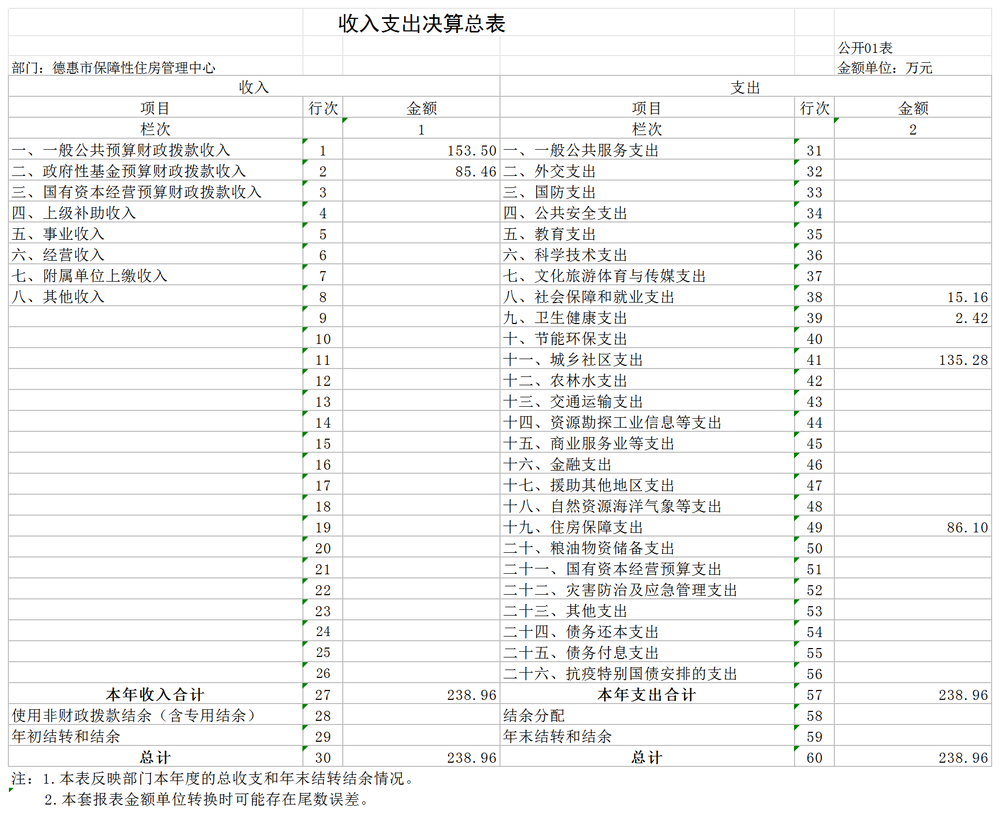 收入支出决算总表
公开01表
部门：德惠市保障性住房管理中心 金额单位：万元
收入 支出
项目 行次 金额 项目 行次 金额
栏次 1 栏次 2
一、一般公共预算财政拨款收入 1 153.50 一、一般公共服务支出 31
二、政府性基金预算财政拨款收入 2 85.46 二、外交支出 32
三、国有资本经营预算财政拨款收入 3 三、国防支出 33
四、上级补助收入 4 四、公共安全支出 34
五、事业收入 5 五、教育支出 35
六、经营收入 6 六、科学技术支出 36
七、附属单位上缴收入 7 七、文化旅游体育与传媒支出 37
八、其他收入 8 八、社会保障和就业支出 38 15.16
9 九、卫生健康支出 39 2.42
10 十、节能环保支出 40
11 十一、城乡社区支出 41 135.28
12 十二、农林水支出 42
13 十三、交通运输支出 43
14 十四、资源勘探工业信息等支出 44
15 十五、商业服务业等支出 45
16 十六、金融支出 46
17 十七、援助其他地区支出 47
18 十八、自然资源海洋气象等支出 48
19 十九、住房保障支出 49 86.10
20 二十、粮油物资储备支出 50
21 二十一、国有资本经营预算支出 51
22 二十二、灾害防治及应急管理支出 52
23 二十三、其他支出 53
24 二十四、债务还本支出 54
25 二十五、债务付息支出 55
26 二十六、抗疫特别国债安排的支出 56
本年收入合计 27 238.96 本年支出合计 57 238.96
使用非财政拨款结余（含专用结余） 28 结余分配 58
年初结转和结余 29 年末结转和结余 59
总计 30 238.96 总计 60 238.96
注：1.本表反映部门本年度的总收支和年末结转结余情况。
2.本套报表金额单位转换时可能存在尾数误差。